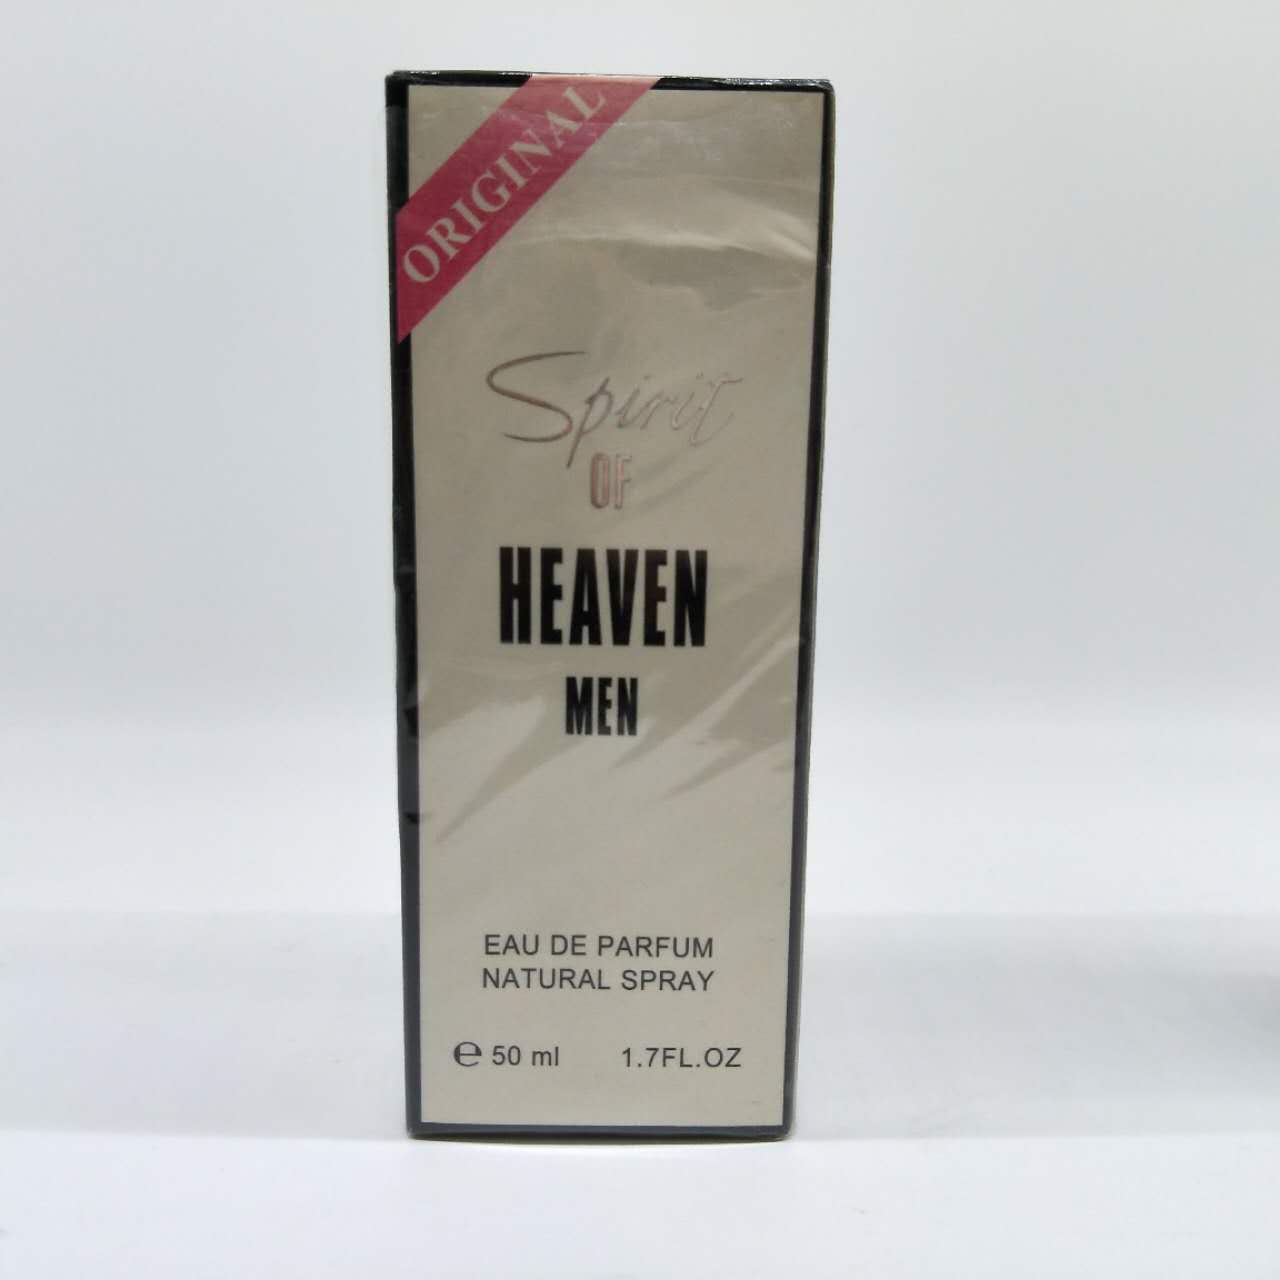 ORIGINAL
Spirit
OF
HEAVEN
MEN
EAU DE PARFUM
NATURAL SPRAY
℮ 50 ml 1.7FL.OZ